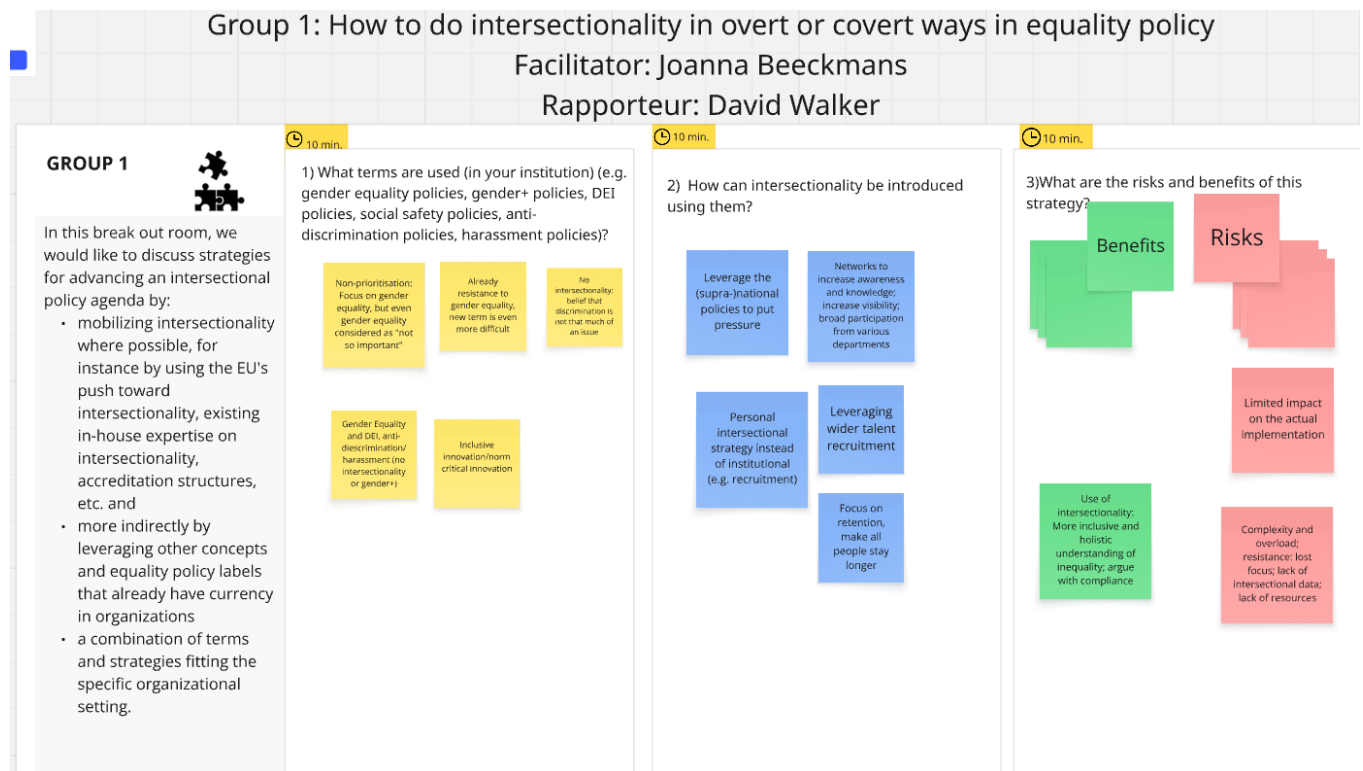 Group 1: How to do intersectionality in overt or covert ways in equality policy
Facilitator: Joanna Beeckmans
Rapporteur: David Walker
GROUP 1
In this break out room, we
would like to discuss strategies
for advancing an intersectional
policy agenda by:
• mobilizing intersectionality
where possible, for
instance by using the EU's
push toward
intersectionality, existing
in-house expertise on
intersectionality,
accreditation structures,
etc. and
• more indirectly by
leveraging other concepts
and equality policy labels
that already have currency
in organizations
• a combination of terms
and strategies fitting the
specific organizational
setting.
10 min.
1) What terms are used (in your institution) (e.g.
gender equality policies, gender+ policies, DEI
policies, social safety policies, anti-
discrimination policies, harassment policies)?
Non-prioritisation:
Focus on gender
equality, but even
gender equality
considered as "not
so important"
Already
resistance to
gender equality,
new term is even
more difficult
No
intersectionality:
belief that
discrimination is
not that much of
an issue
Gender Equality
and DEI, anti-
diescrimination/
harassment (no
intersectionality
or gender+)
Inclusive
innovation/norm
critical innovation
10 min.
2) How can intersectionality be introduced
using them?
Leverage the
(supra-)national
policies to put
pressure
Networks to
increase awareness
and knowledge;
increase visibility;
broad participation
from various
departments
Personal
intersectional
strategy instead
of institutional
(e.g. recruitment)
Leveraging
wider talent
recruitment
Focus on
retention,
make all
people stay
longer
10 min.
3)What are the risks and benefits of this
strategy?
Benefits
Risks
Limited impact
on the actual
implementation
Use of
intersectionality:
More inclusive and
holistic
understanding of
inequality; argue
with compliance
Complexity and
overload;
resistance: lost
focus; lack of
intersectional data;
lack of resources